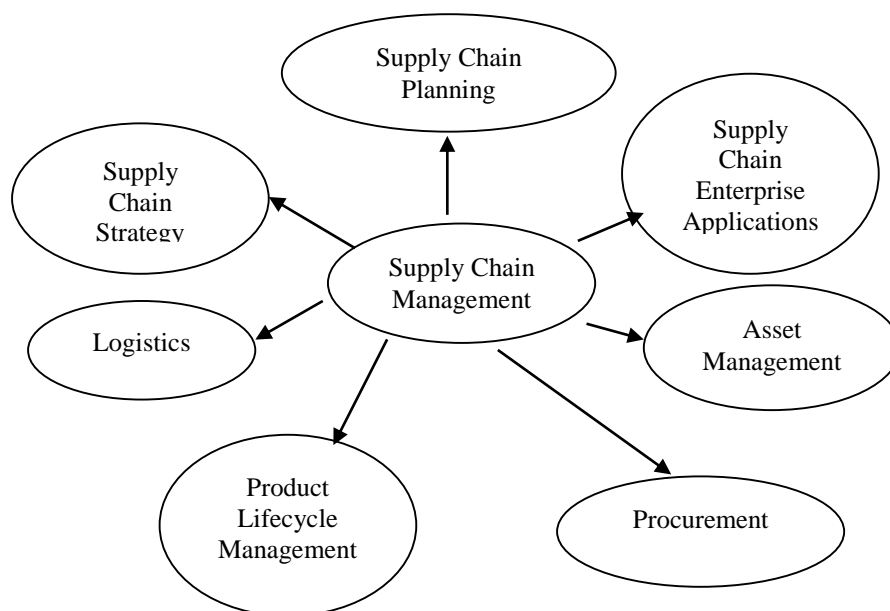 Supply Chain
Planning
Supply
Chain
Enterprise
Applications
Supply
Chain
Strategy
Supply Chain
Management
Logistics
Asset
Management
Product
Lifecycle
Management
Procurement